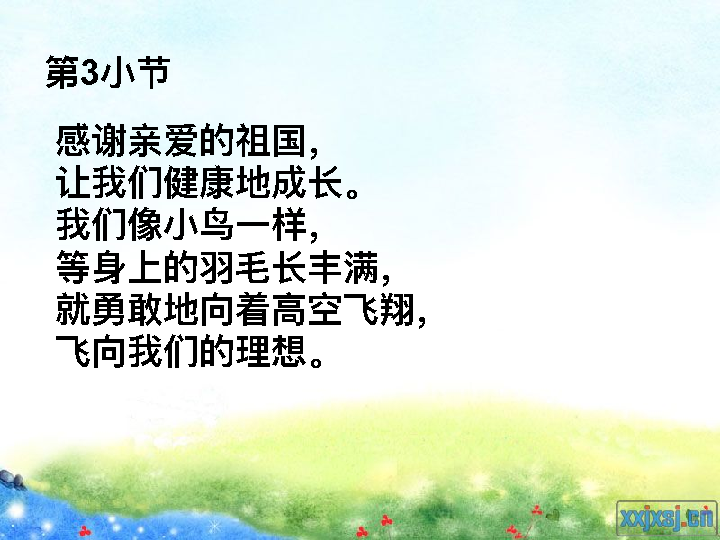 第3小节
感谢亲爱的祖国，
让我们健康地成长。
我们像小鸟一样，
等身上的羽毛长丰满，
就勇敢地向着高空飞翔，
飞向我们的理想。
xxjxsj.cn